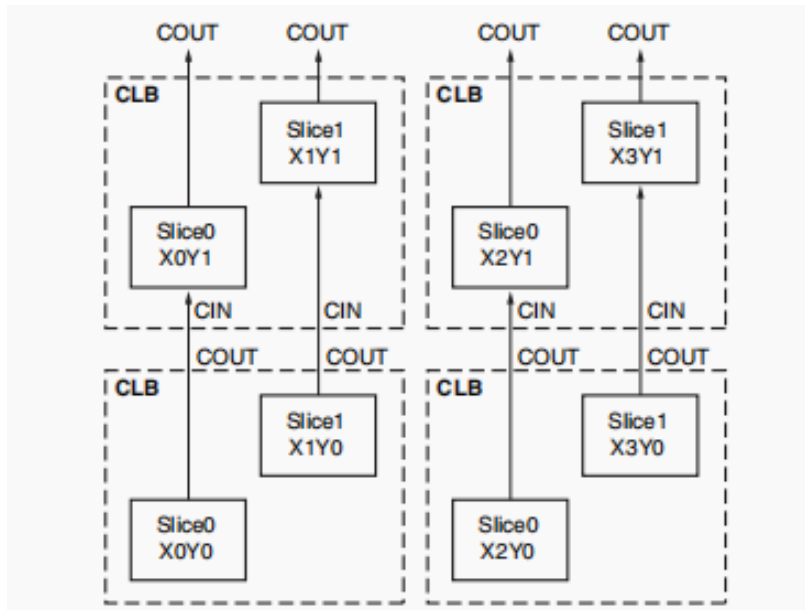 COUT COUT COUT COUT
CLB CLB
Slice1 Slice1
X1Y1 X3Y1
Slice0 Slice0
X0Y1 X2Y1
CIN CIN CIN CIN
COUT COUT COUT COUT
CLB CLB
Slice1 Slice1
X1Y0 X3Y0
Slice0 Slice0
X0Y0 X2Y0